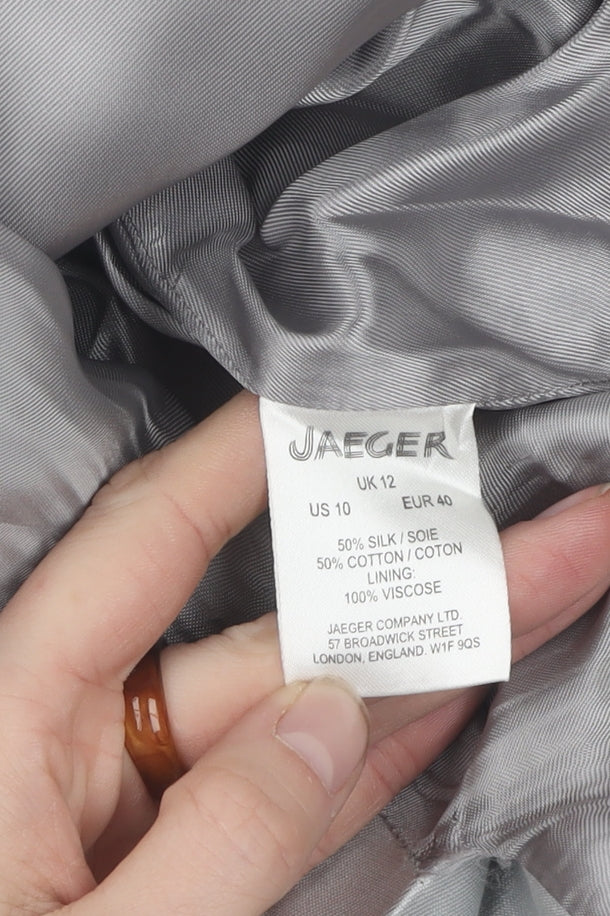 JAEGER
UK 12
US 10 EUR 40
50% SILK / SOIE
50% COTTON / COTON
LINING:
100% VISCOSE
JAEGER COMPANY LTD.
57 BROADWICK STREET
LONDON, ENGLAND. W1F 9QS